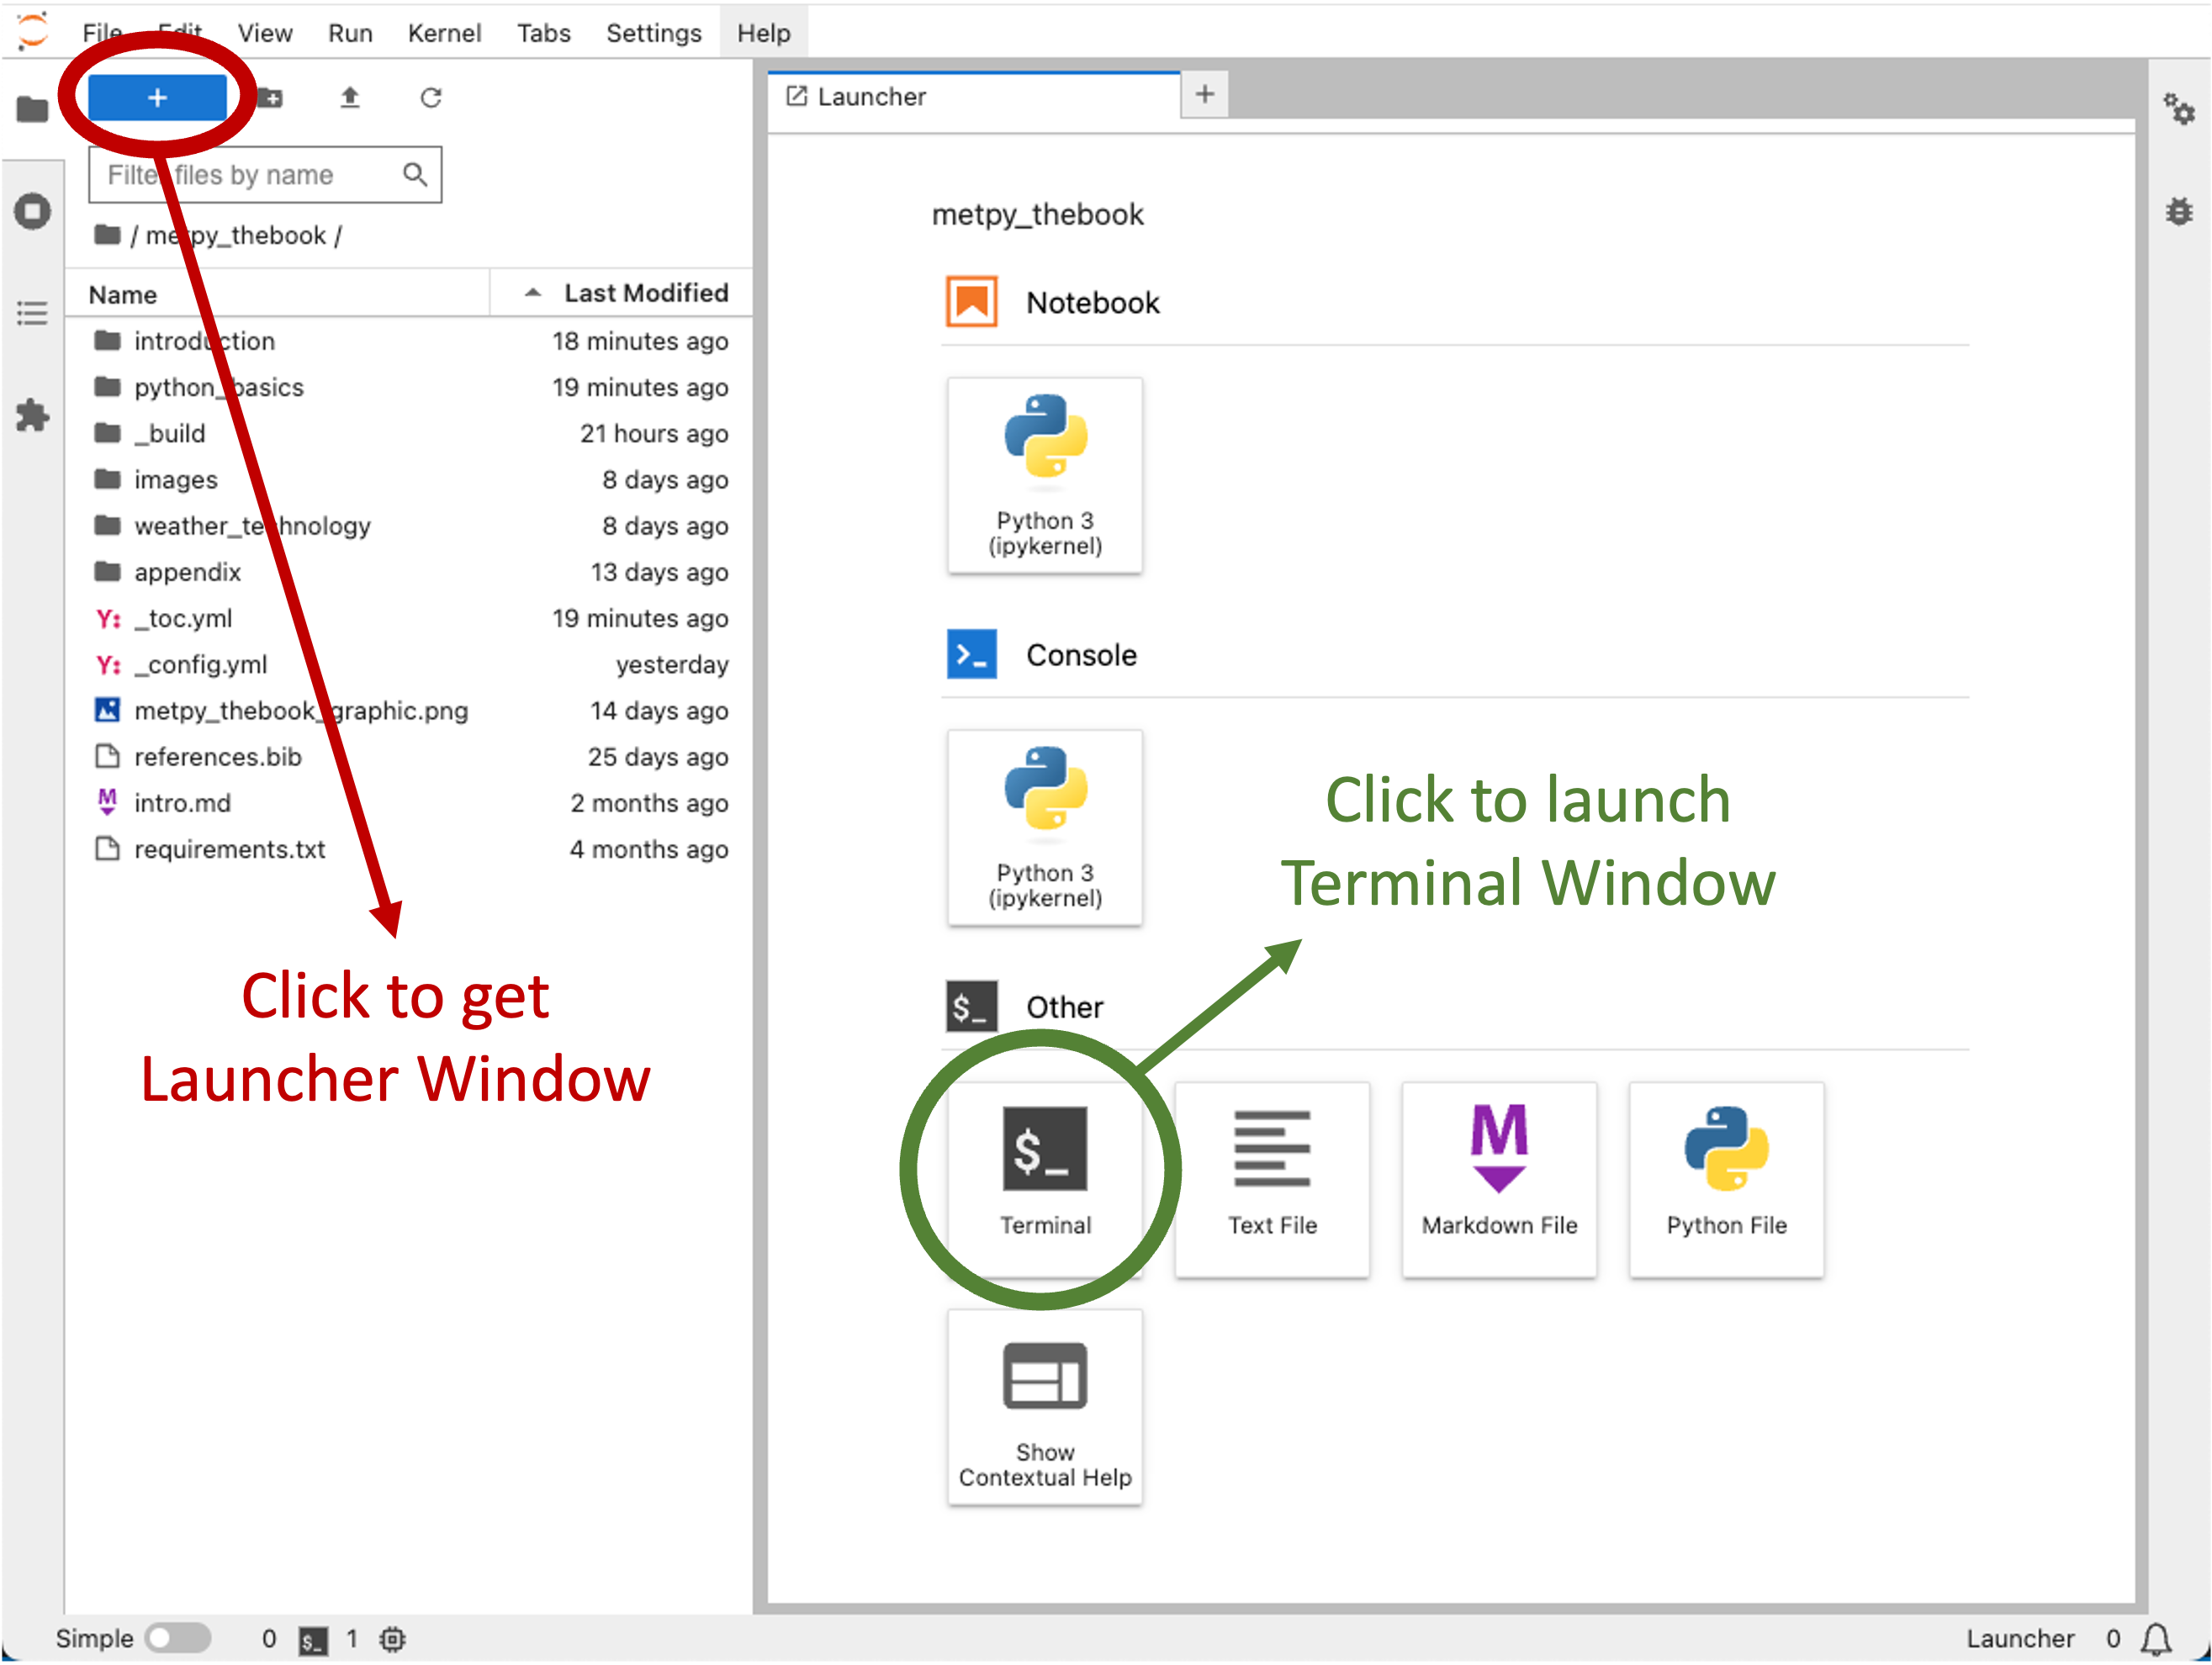 File Edit View Run Kernel Tabs Settings Help
+
Launcher
+
Filter files by name
/ metpy_thebook /
Name Last Modified
introduction 18 minutes ago
python_basics 19 minutes ago
_build 21 hours ago
images 8 days ago
weather_technology 8 days ago
appendix 13 days ago
Y: _toc.yml 19 minutes ago
Y: _config.yml yesterday
metpy_thebook_graphic.png 14 days ago
references.bib 25 days ago
M intro.md 2 months ago
requirements.txt 4 months ago
Click to get
Launcher Window
metpy_thebook
Notebook
Python 3
(ipykernel)
>_ Console
Python 3
(ipykernel)
Click to launch
Terminal Window
$_ Other
$_
Terminal
Text File
M
Markdown File
Python File
Show
Contextual Help
Simple 0 $_ 1 Launcher 0